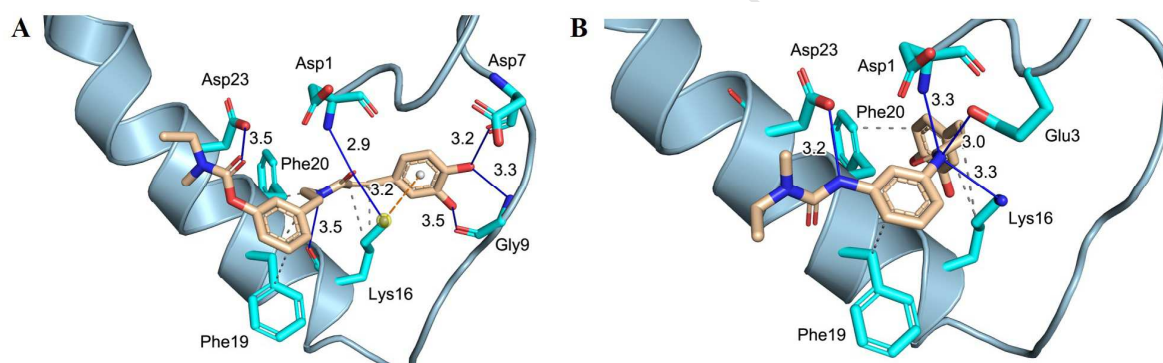 A
Asp23
Asp1
Asp7
3.5
2.9
3.2
Phe20
3.3
3.2
3.5
3.5
Gly9
Lys16
Phe19
B
Asp23
Asp1
Phe20
3.3
Glu3
3.0
3.2
3.3
Lys16
Phe19